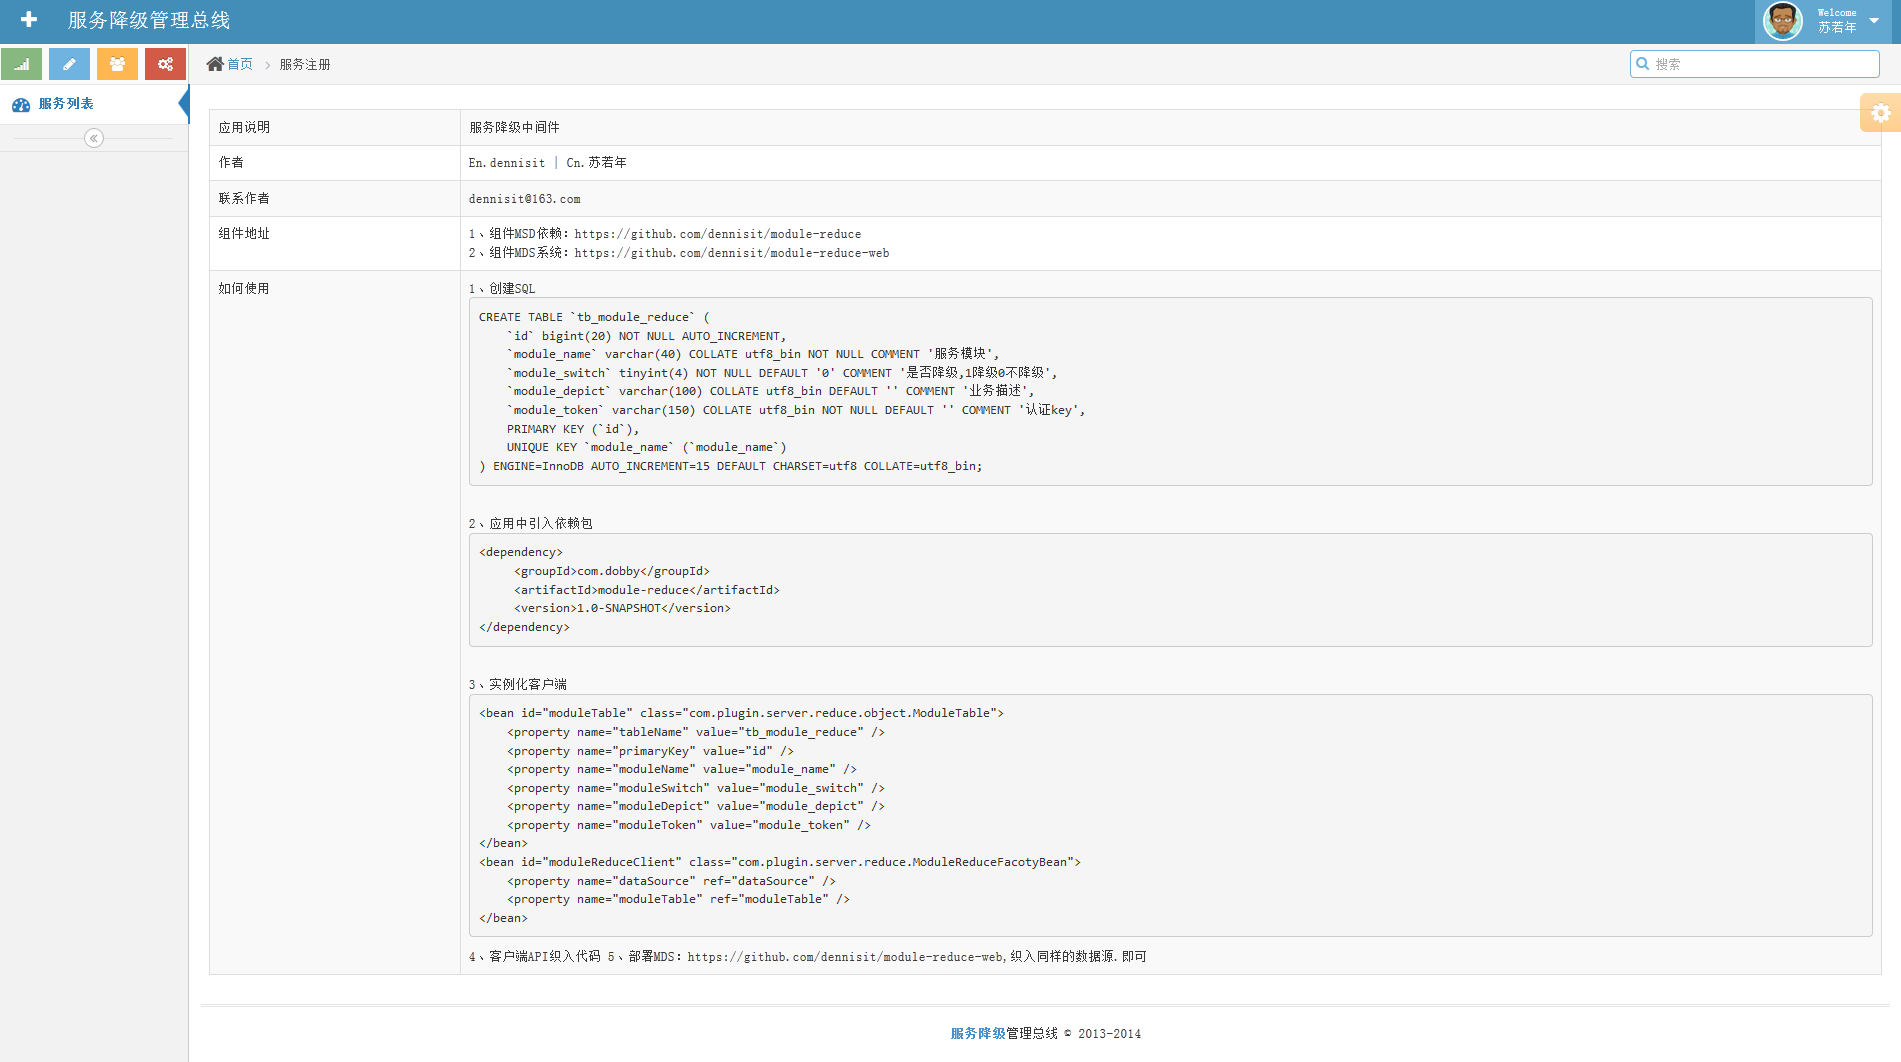 服务降级管理总线
Welcome
苏若年
首页
服务注册
搜索
服务列表
应用说明 服务降级中间件
作者 En.dennisit | Cn.苏若年
联系作者 dennisit@163.com
组件地址 1、组件MSD依赖：https://github.com/dennisit/module-reduce
2、组件MDS系统：https://github.com/dennisit/module-reduce-web
如何使用 1、创建SQL
CREATE TABLE `tb_module_reduce` (
`id` bigint(20) NOT NULL AUTO_INCREMENT,
`module_name` varchar(40) COLLATE utf8_bin NOT NULL COMMENT '服务模块',
`module_switch` tinyint(4) NOT NULL DEFAULT '0' COMMENT '是否降级,1降级0不降级',
`module_depict` varchar(100) COLLATE utf8_bin DEFAULT '' COMMENT '业务描述',
`module_token` varchar(150) COLLATE utf8_bin NOT NULL DEFAULT '' COMMENT '认证key',
PRIMARY KEY (`id`),
UNIQUE KEY `module_name` (`module_name`)
) ENGINE=InnoDB AUTO_INCREMENT=15 DEFAULT CHARSET=utf8 COLLATE=utf8_bin;
2、应用中引入依赖包
<dependency>
<groupId>com.dobby</groupId>
<artifactId>module-reduce</artifactId>
<version>1.0-SNAPSHOT</version>
</dependency>
3、实例化客户端
<bean id="moduleTable" class="com.plugin.server.reduce.object.ModuleTable">
<property name="tableName" value="tb_module_reduce" />
<property name="primaryKey" value="id" />
<property name="moduleName" value="module_name" />
<property name="moduleSwitch" value="module_switch" />
<property name="moduleDepict" value="module_depict" />
<property name="moduleToken" value="module_token" />
</bean>
<bean id="moduleReduceClient" class="com.plugin.server.reduce.ModuleReduceFacotyBean">
<property name="dataSource" ref="dataSource" />
<property name="moduleTable" ref="moduleTable" />
</bean>
4、客户端API织入代码 5、部署MDS：https://github.com/dennisit/module-reduce-web,织入同样的数据源.即可
服务降级管理总线 © 2013-2014